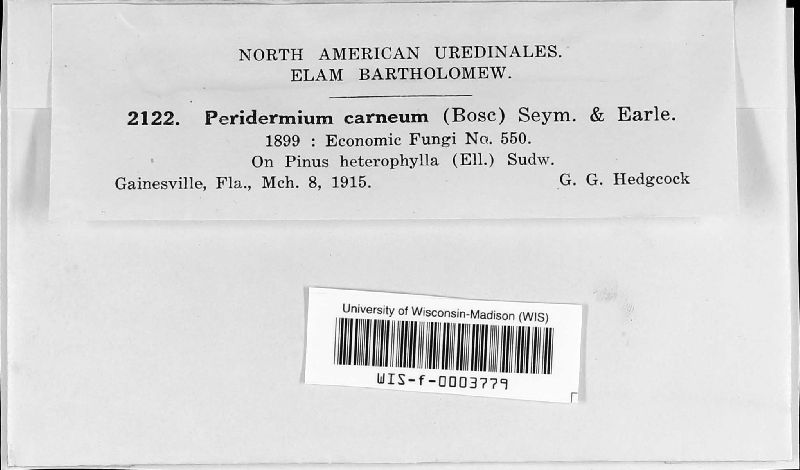 NORTH AMERICAN UREDINALES.
ELAM BARTHOLOMEW.
2122. Peridermium carneum (Bosc) Seym. & Earle.
1899 : Economic Fungi No. 550.
On Pinus heterophylla (Ell.) Sudw.
Gainesville, Fla., Mch. 8, 1915. G. G. Hedgcock
University of Wisconsin-Madison (WIS)
WIS-f-0003779